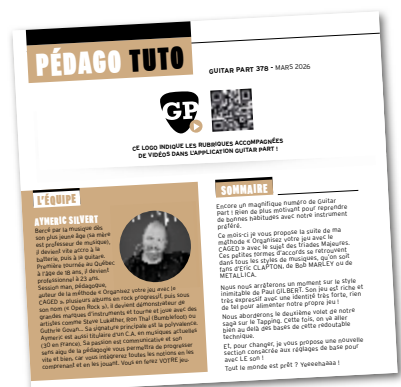 PÉDAGO TUTO
GUITAR PART 378 - MARS 2026
GP
CE LOGO INDIQUE LES RUBRIQUES ACCOMPAGNÉES
DE VIDÉOS DANS L'APPLICATION GUITAR PART !
L'ÉQUIPE
AYMERIC SILVERT
Bercé par la musique dès
son plus jeune âge (sa mère
est professeur de musique),
il devient vite accro à la
batterie, puis à la guitare.
Première tournée au Québec
à l'âge de 18 ans, il devient
professionnel à 23 ans.
Session man, pédagogue,
auteur de la méthode « Organisez votre jeu avec le
CAGED », plusieurs albums en rock progressif, puis sous
son nom (« Open Rock »), il devient démonstrateur de
grandes marques d'instruments et tourne et joue avec des
artistes comme Steve Lukather, Bon Thal (Bumblefoot) ou
Guthrie Govan... Sa signature principale est la polyvalence.
Aymeric est aussi titulaire d'un C.A. en musiques actuelles
(30 en France). Sa passion est communicative et son
sens aigu de la pédagogie vous permettra de progresser
vite et bien, car vous intégrerez toutes les notions en les
comprenant et en les jouant. Vous en ferez VOTRE jeu.
SOMMAIRE
Encore un magnifique numéro de Guitar
Part ! Rien de plus motivant pour reprendre
de bonnes habitudes avec notre instrument
préféré.
Ce mois-ci je vous propose la suite de ma
méthode « Organisez votre jeu avec le
CAGED » avec le sujet des triades Majeures.
Ces petites formes d'accords se retrouvent
dans tous les styles de musiques, qu'on soit
fans d'Eric CLAPTON, de Bob MARLEY ou de
METALLICA.
Nous nous arrêterons un moment sur le style
inimitable de Paul GILBERT. Son jeu est riche et
très expressif avec une identité très forte, rien
de tel pour alimenter notre propre jeu !
Nous aborderons le deuxième volet de notre
saga sur le Tapping. Cette fois, on va aller
bien au delà des bases de cette redoutable
technique.
Et, pour changer, je vous propose une nouvelle
section consacrée aux réglages de base pour
avec LE son !
Tout le monde est prêt ? Yeeeehaaaa !